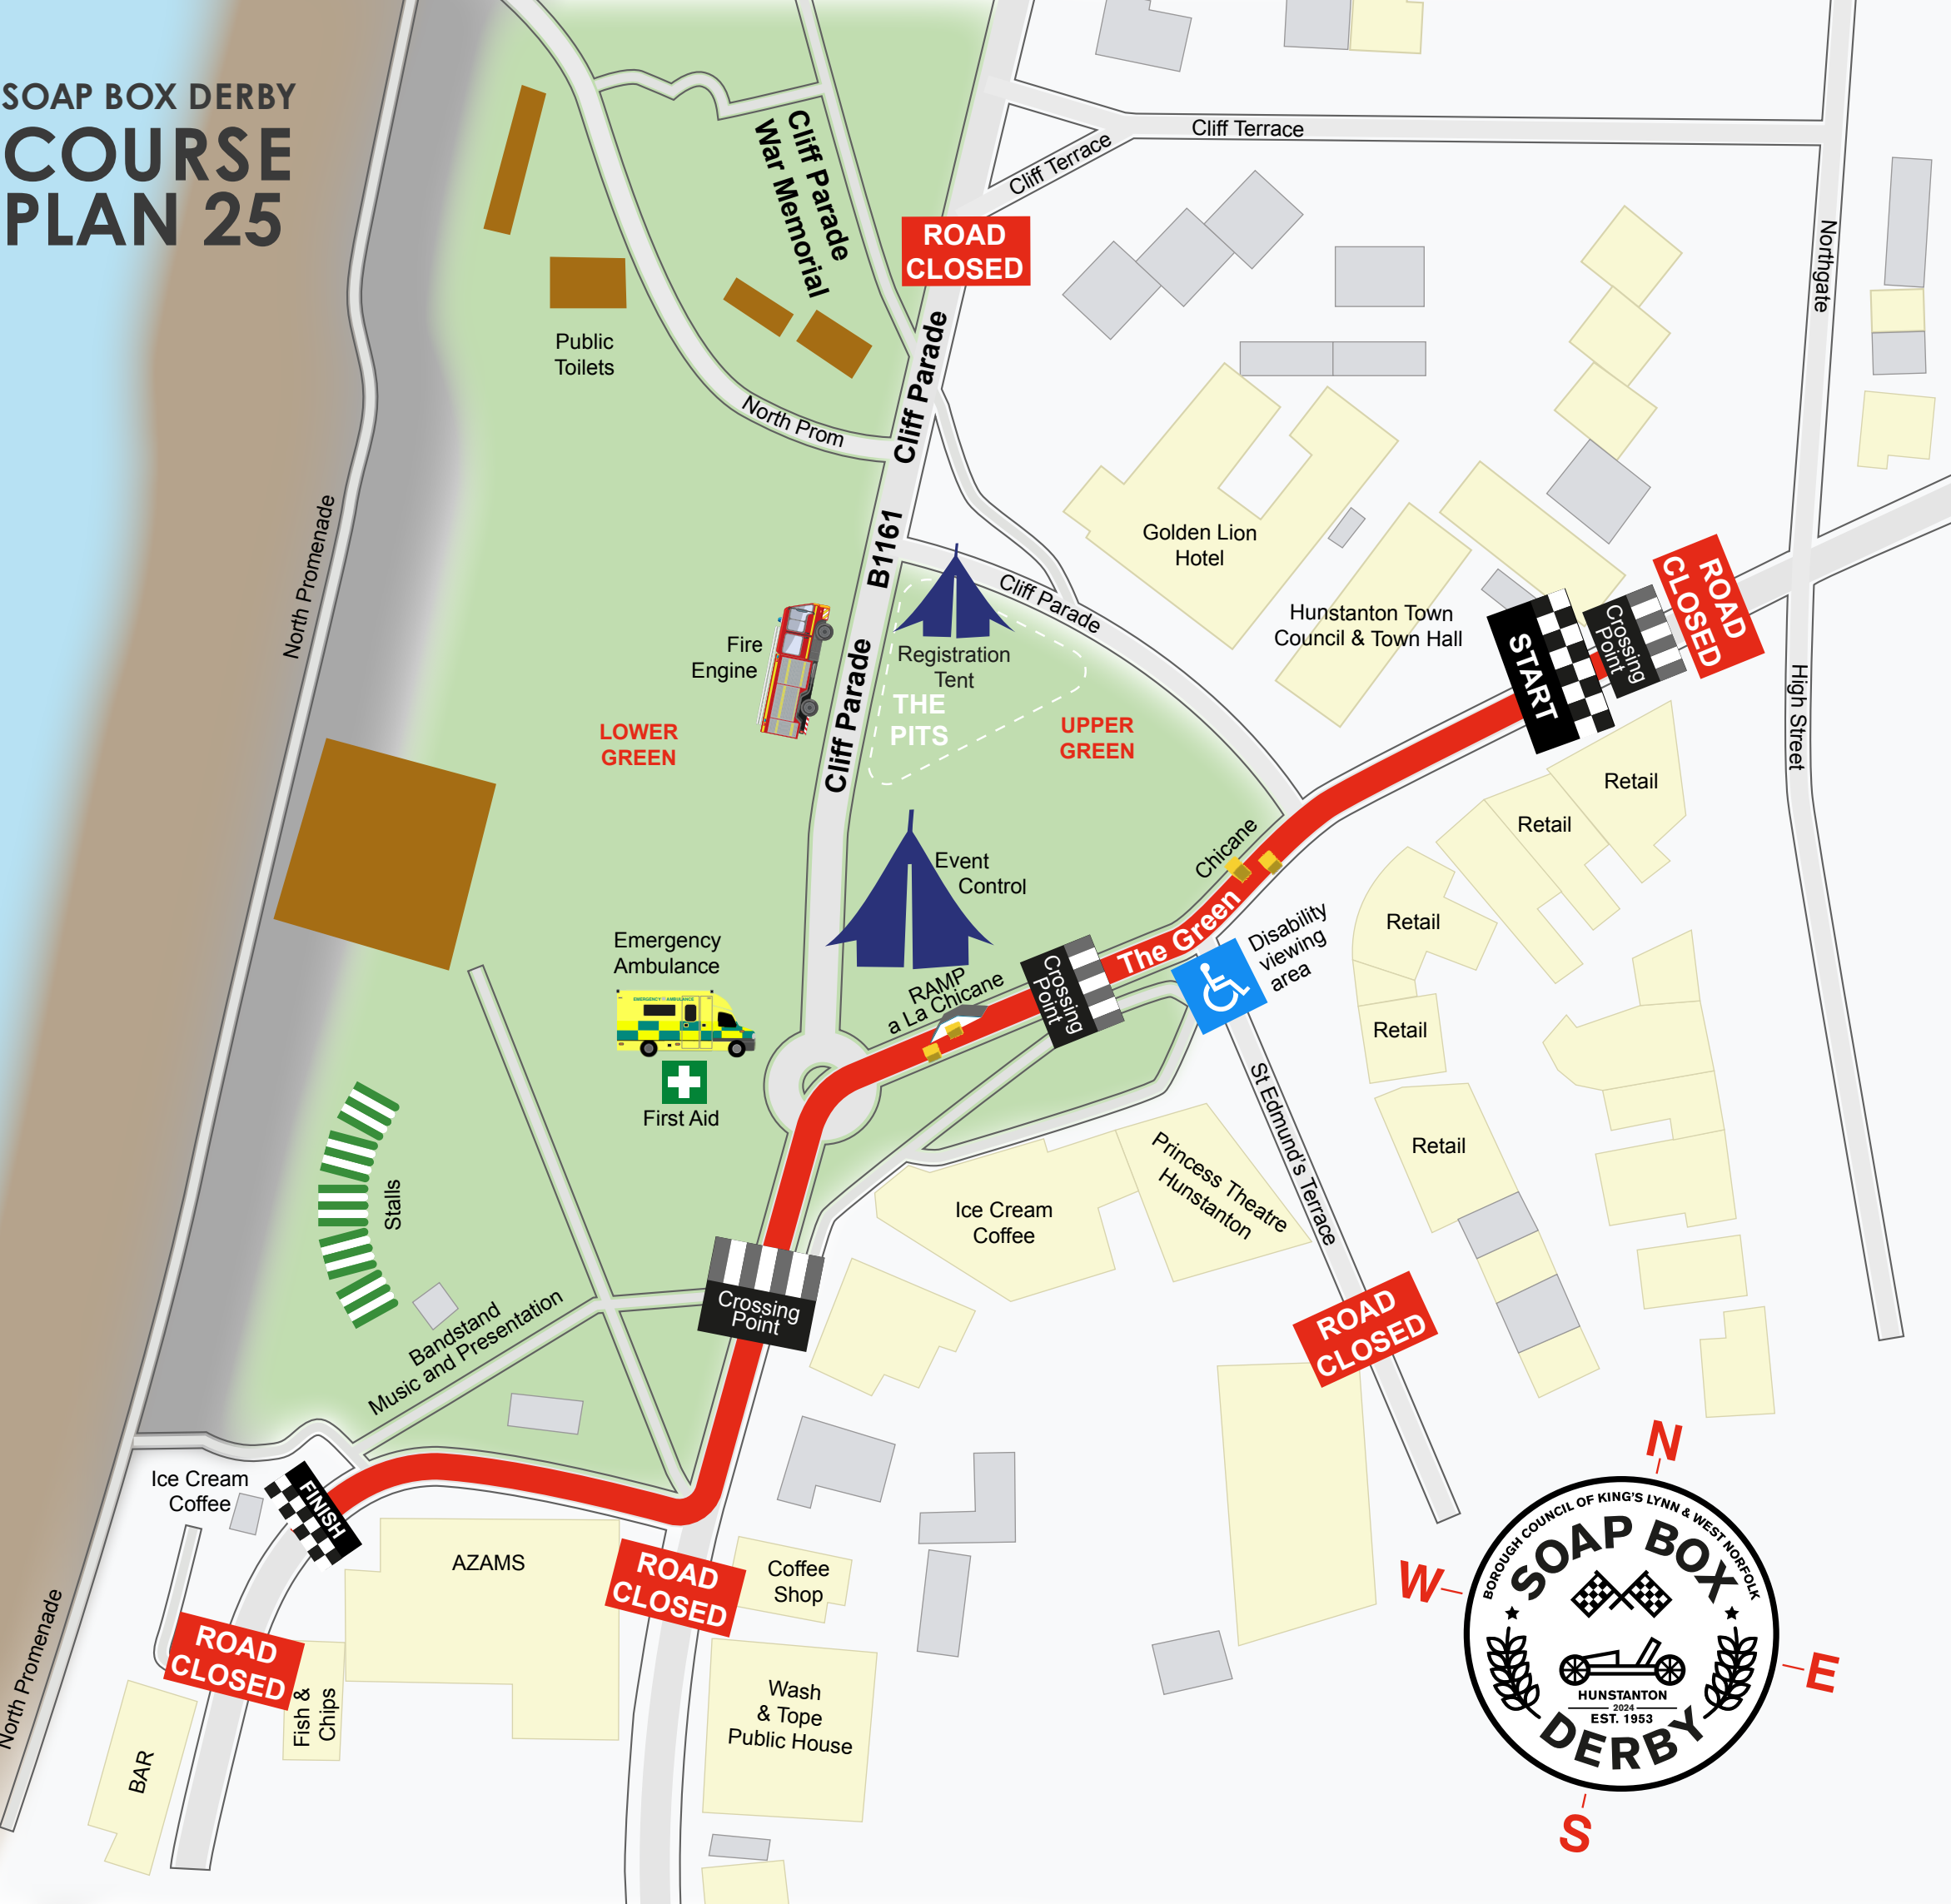 SOAP BOX DERBY
COURSE
PLAN 25
Cliff Terrace
Cliff Terrace
Cliff Parade
War Memorial
ROAD
CLOSED
Northgate
Public
Toilets
Cliff Parade
North Prom
North Promenade
B1161
Golden Lion
Hotel
Cliff Parade
Hunstanton Town
Council & Town Hall
ROAD
CLOSED
Crossing
Point
START
Fire
Engine
Registration
Tent
THE
PITS
Cliff Parade
LOWER
GREEN
UPPER
GREEN
High Street
Retail
Retail
Chicane
Event
Control
Retail
The Green
Disability
viewing
area
Emergency
Ambulance
EMERGENCY AMBULANCE
RAMP
a La Chicane
Crossing
Point
Retail
First Aid
St Edmund's Terrace
Retail
Princess Theatre
Hunstanton
Stalls
Ice Cream
Coffee
Crossing
Point
Bandstand
Music and Presentation
ROAD
CLOSED
Ice Cream
Coffee
FINISH
AZAMS
ROAD
CLOSED
Coffee
Shop
ROAD
CLOSED
North Promenade
Fish &
Chips
BAR
Wash
& Tope
Public House
N
W
E
S
BOROUGH COUNCIL OF KING'S LYNN & WEST NORFOLK
SOAP BOX
HUNSTANTON
2024
EST. 1953
DERBY